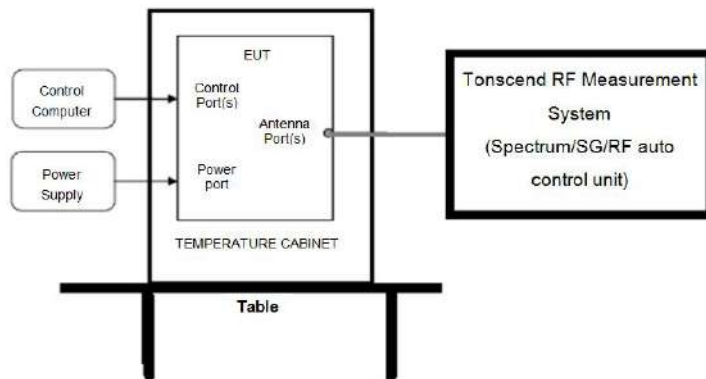 EUT
Control
Computer
Control
Port(s)
Antenna
Port(s)
Power
Supply
Power
port
TEMPERATURE CABINET
Table
Tonscend RF Measurement
System
(Spectrum/SG/RF auto
control unit)